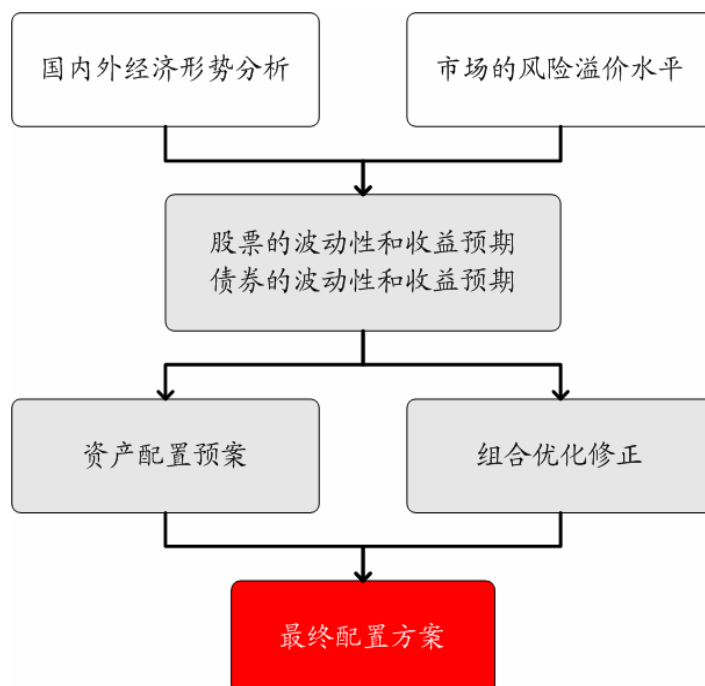 国内外经济形势分析
市场的风险溢价水平
股票的波动性和收益预期
债券的波动性和收益预期
资产配置预案
组合优化修正
最终配置方案